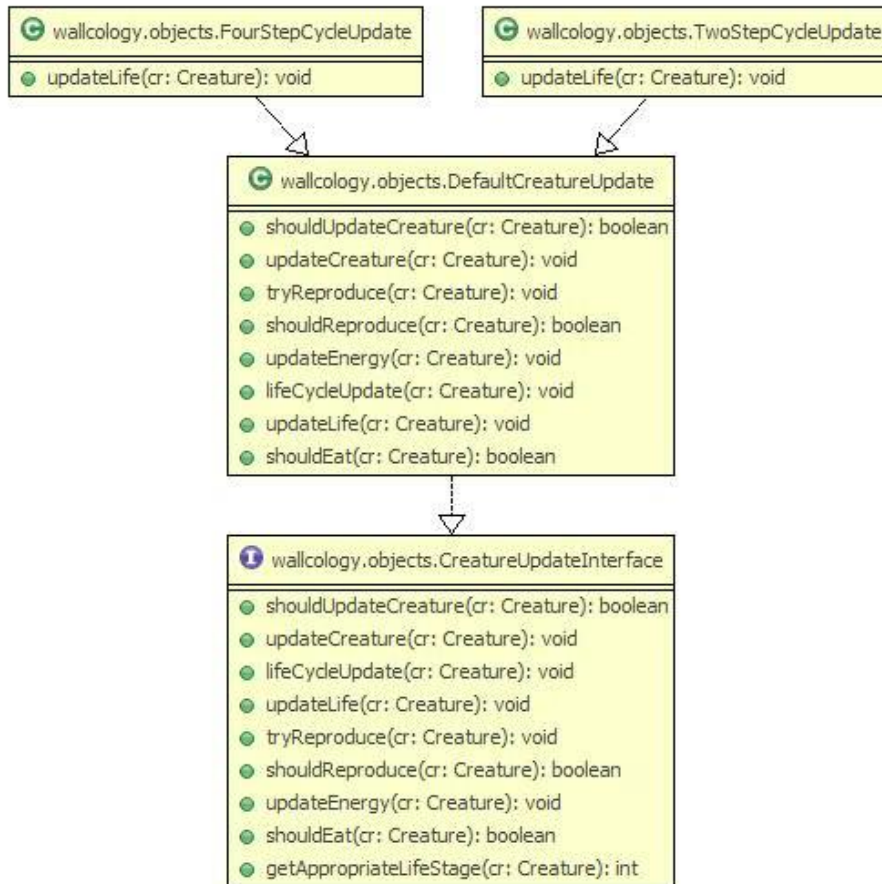 C wallcology.objects.FourStepCycleUpdate
updateLife(cr: Creature): void
C wallcology.objects.TwoStepCycleUpdate
updateLife(cr: Creature): void
C wallcology.objects.DefaultCreatureUpdate
shouldUpdateCreature(cr: Creature): boolean
updateCreature(cr: Creature): void
tryReproduce(cr: Creature): void
shouldReproduce(cr: Creature): boolean
updateEnergy(cr: Creature): void
lifeCycleUpdate(cr: Creature): void
updateLife(cr: Creature): void
shouldEat(cr: Creature): boolean
I wallcology.objects.CreatureUpdateInterface
shouldUpdateCreature(cr: Creature): boolean
updateCreature(cr: Creature): void
lifeCycleUpdate(cr: Creature): void
updateLife(cr: Creature): void
tryReproduce(cr: Creature): void
shouldReproduce(cr: Creature): boolean
updateEnergy(cr: Creature): void
shouldEat(cr: Creature): boolean
getAppropriateLifeStage(cr: Creature): int